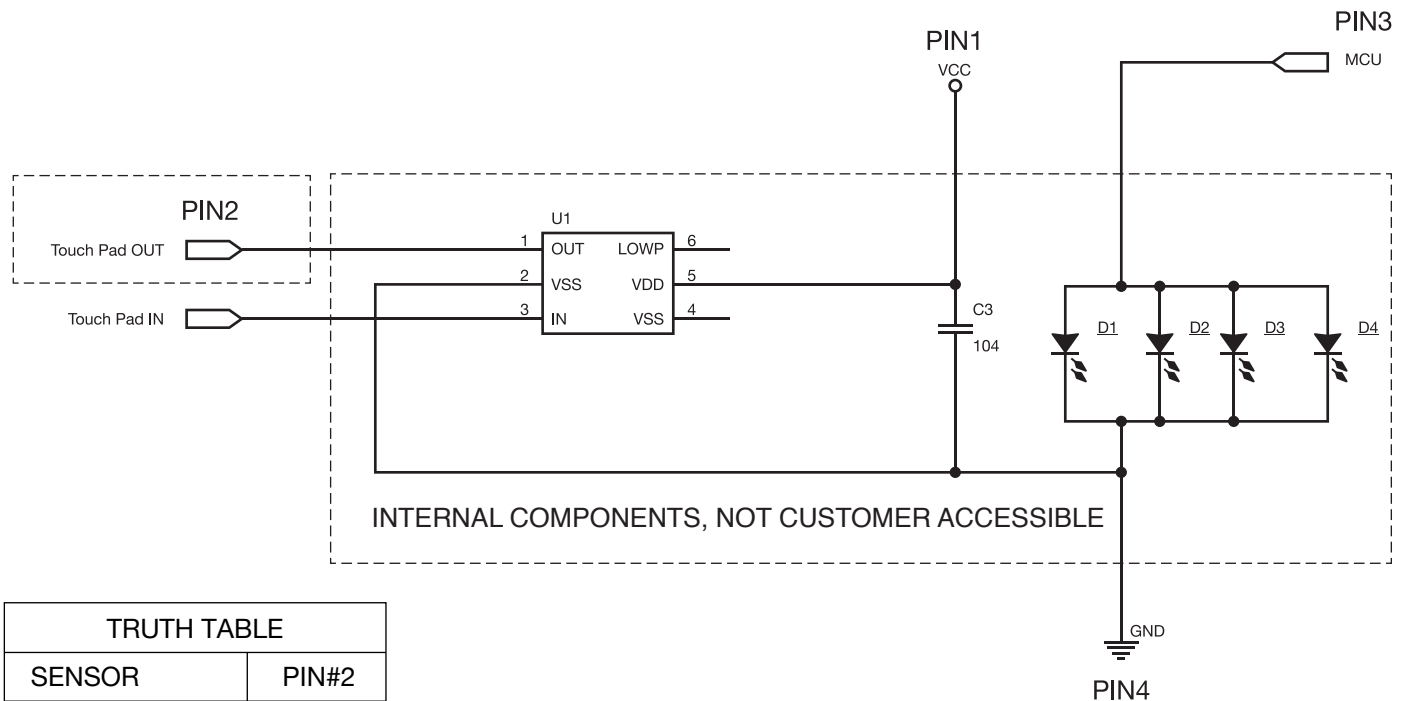 PIN3
MCU
PIN1
VCC
PIN2
Touch Pad OUT
Touch Pad IN
U1
1 OUT LOWP 6
2 VSS VDD 5
3 IN VSS 4
C3
104
D1 D2 D3 D4
INTERNAL COMPONENTS, NOT CUSTOMER ACCESSIBLE
GND
PIN4
TRUTH TABLE
SENSOR PIN#2